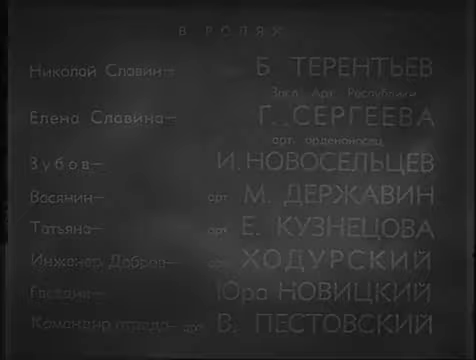 В РОЛЯХ
Николай Славин— Б. ТЕРЕНТЬЕВ
Засл. Арт. Республики
Елена Славина— Г. СЕРГЕЕВА
арт. орденоносец
Зубов— И. НОВОСЕЛЬЦЕВ
Васянин— арт. М. ДЕРЖАВИН
Татьяна— арт. Е. КУЗНЕЦОВА
Инженер Добров— арт. ХОДУРСКИЙ
Юра НОВИЦКИЙ
Командир отряда— арт. В. ПЕСТОВСКИЙ